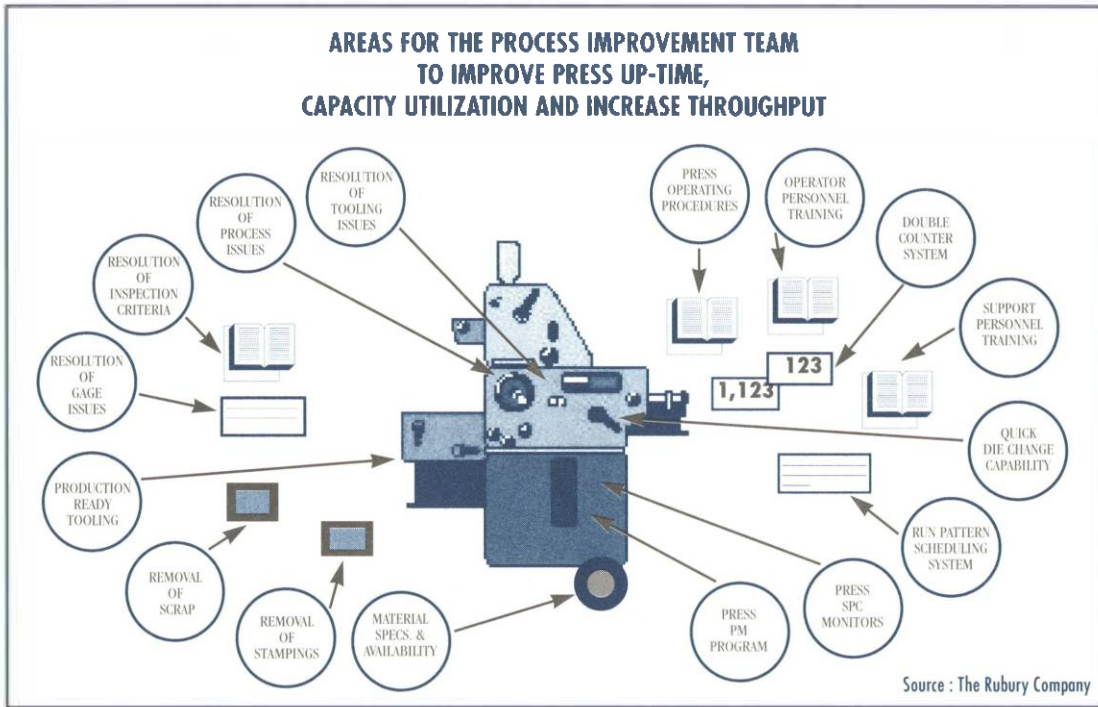 AREAS FOR THE PROCESS IMPROVEMENT TEAM
TO IMPROVE PRESS UP-TIME,
CAPACITY UTILIZATION AND INCREASE THROUGHPUT
RESOLUTION
OF
TOOLING
ISSUES
RESOLUTION
OF
PROCESS
ISSUES
RESOLUTION
OF
INSPECTION
CRITERIA
RESOLUTION
OF
GAGE
ISSUES
PRODUCTION
READY
TOOLING
REMOVAL
OF
SCRAP
REMOVAL
OF
STAMPINGS
MATERIAL
SPECS. &
AVAILABILITY
PRESS
OPERATING
PROCEDURES
OPERATOR
PERSONNEL
TRAINING
DOUBLE
COUNTER
SYSTEM
SUPPORT
PERSONNEL
TRAINING
123
1,123
QUICK
DIE CHANGE
CAPABILITY
RUN PATTERN
SCHEDULING
SYSTEM
PRESS
SPC
MONITORS
PRESS
PM
PROGRAM
Source : The Rubury Company